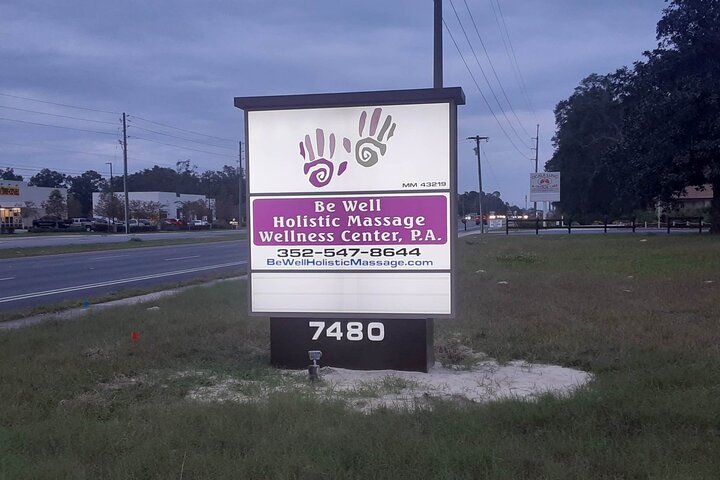 MM 43219
Be Well
Holistic Massage
Wellness Center, P.A.
352-547-8644
BeWellHolisticMassage.com
7480